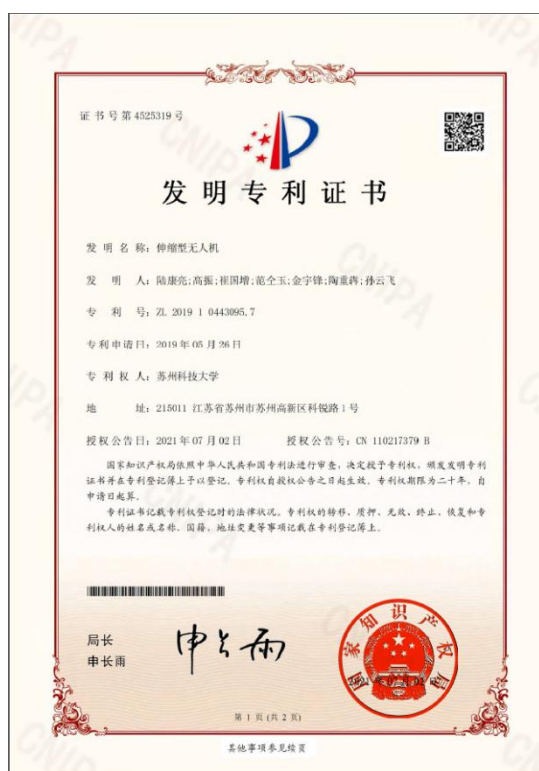 证书号第4525319号
发明专利证书
发明名称：伸缩型无人机
发明人：陆康亮;高振;崔国增;范仝玉;金宇锋;陶重犇;孙云飞
专利号：ZL 2019 1 0443095.7
专利申请日：2019年05月26日
专利权人：苏州科技大学
地址：215011 江苏省苏州市苏州高新区科锐路1号
授权公告日：2021年07月02日 授权公告号：CN 110217379 B
国家知识产权局依照中华人民共和国专利法进行审查，决定授予专利权，颁发发明专利
证书并在专利登记簿上予以登记。专利权自授权公告之日起生效。专利权期限为二十年，自
申请日起算。
专利证书记载专利权登记时的法律状况。专利权的转移、质押、无效、终止、恢复和专
利权人的姓名或名称、国籍、地址变更等事项记载在专利登记簿上。
局长
申长雨
申长雨
国家知识产权局
第 1 页 (共 2 页)
其他事项参见续页
CNIPA